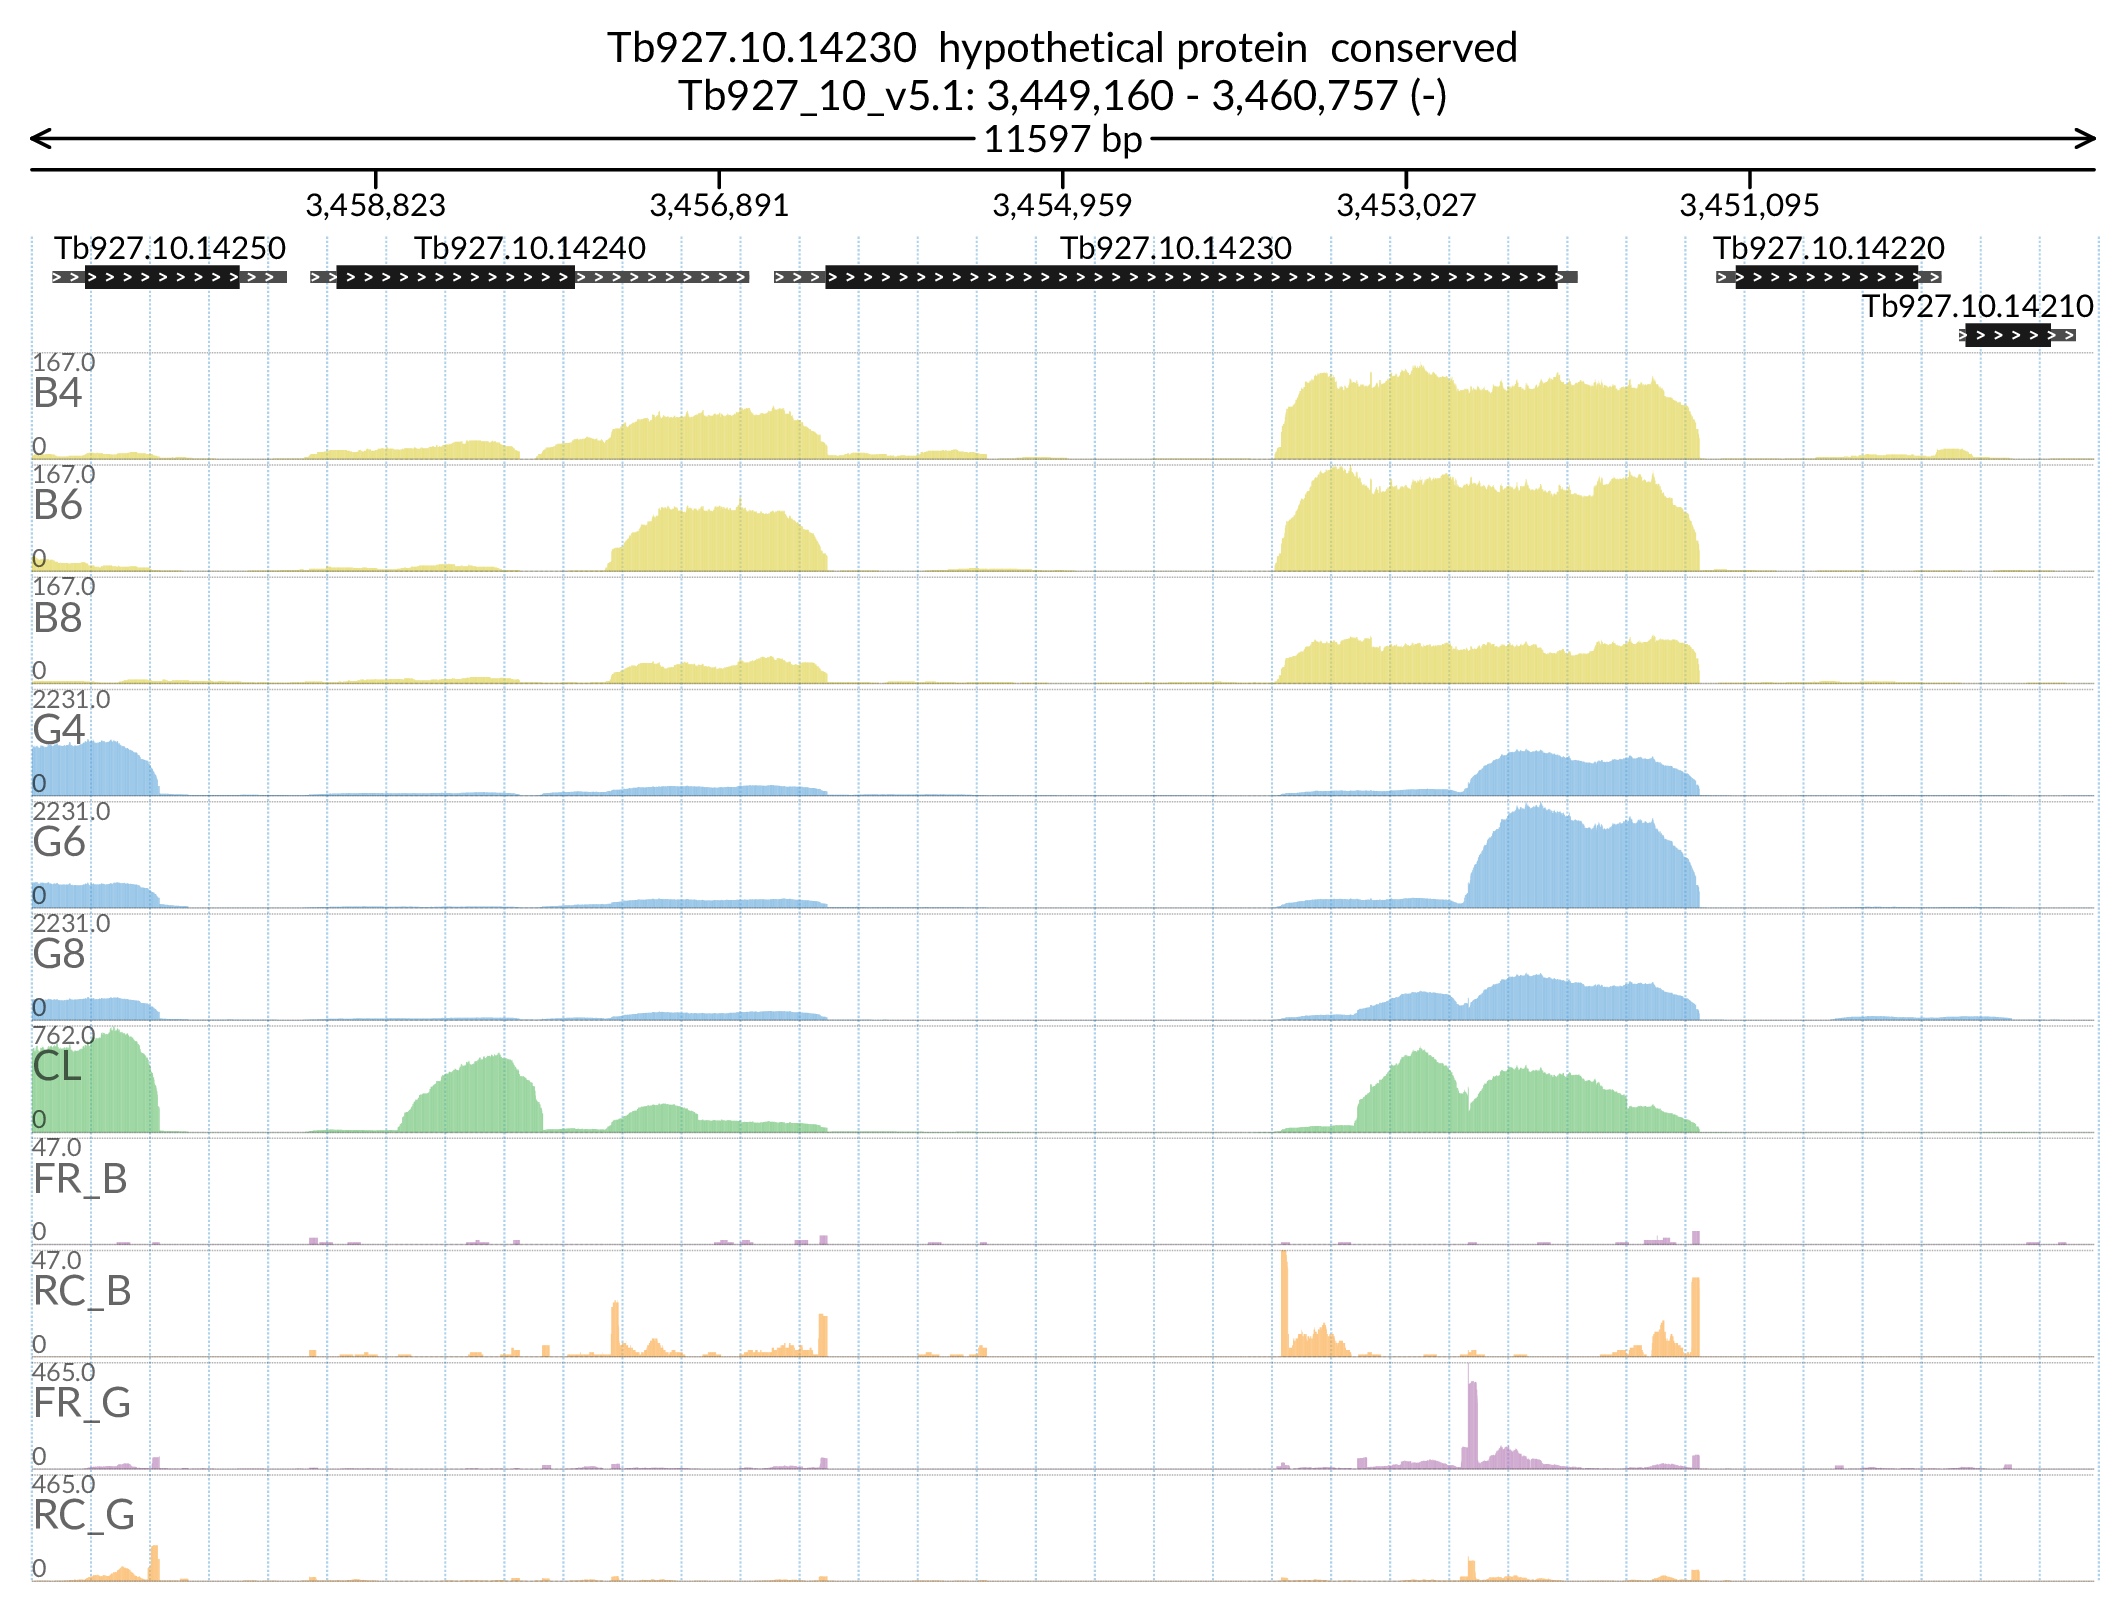 Tb927.10.14230  hypothetical protein  conserved
Tb927_10_v5.1: 3,449,160 - 3,460,757 (-)
11597 bp
3,458,823 3,456,891 3,454,959 3,453,027 3,451,095
Tb927.10.14250 Tb927.10.14240 Tb927.10.14230 Tb927.10.14220
Tb927.10.14210
167.0
B4
0
167.0
B6
0
167.0
B8
0
2231.0
G4
0
2231.0
G6
0
2231.0
G8
0
762.0
CL
0
47.0
FR_B
0
47.0
RC_B
0
465.0
FR_G
0
465.0
RC_G
0